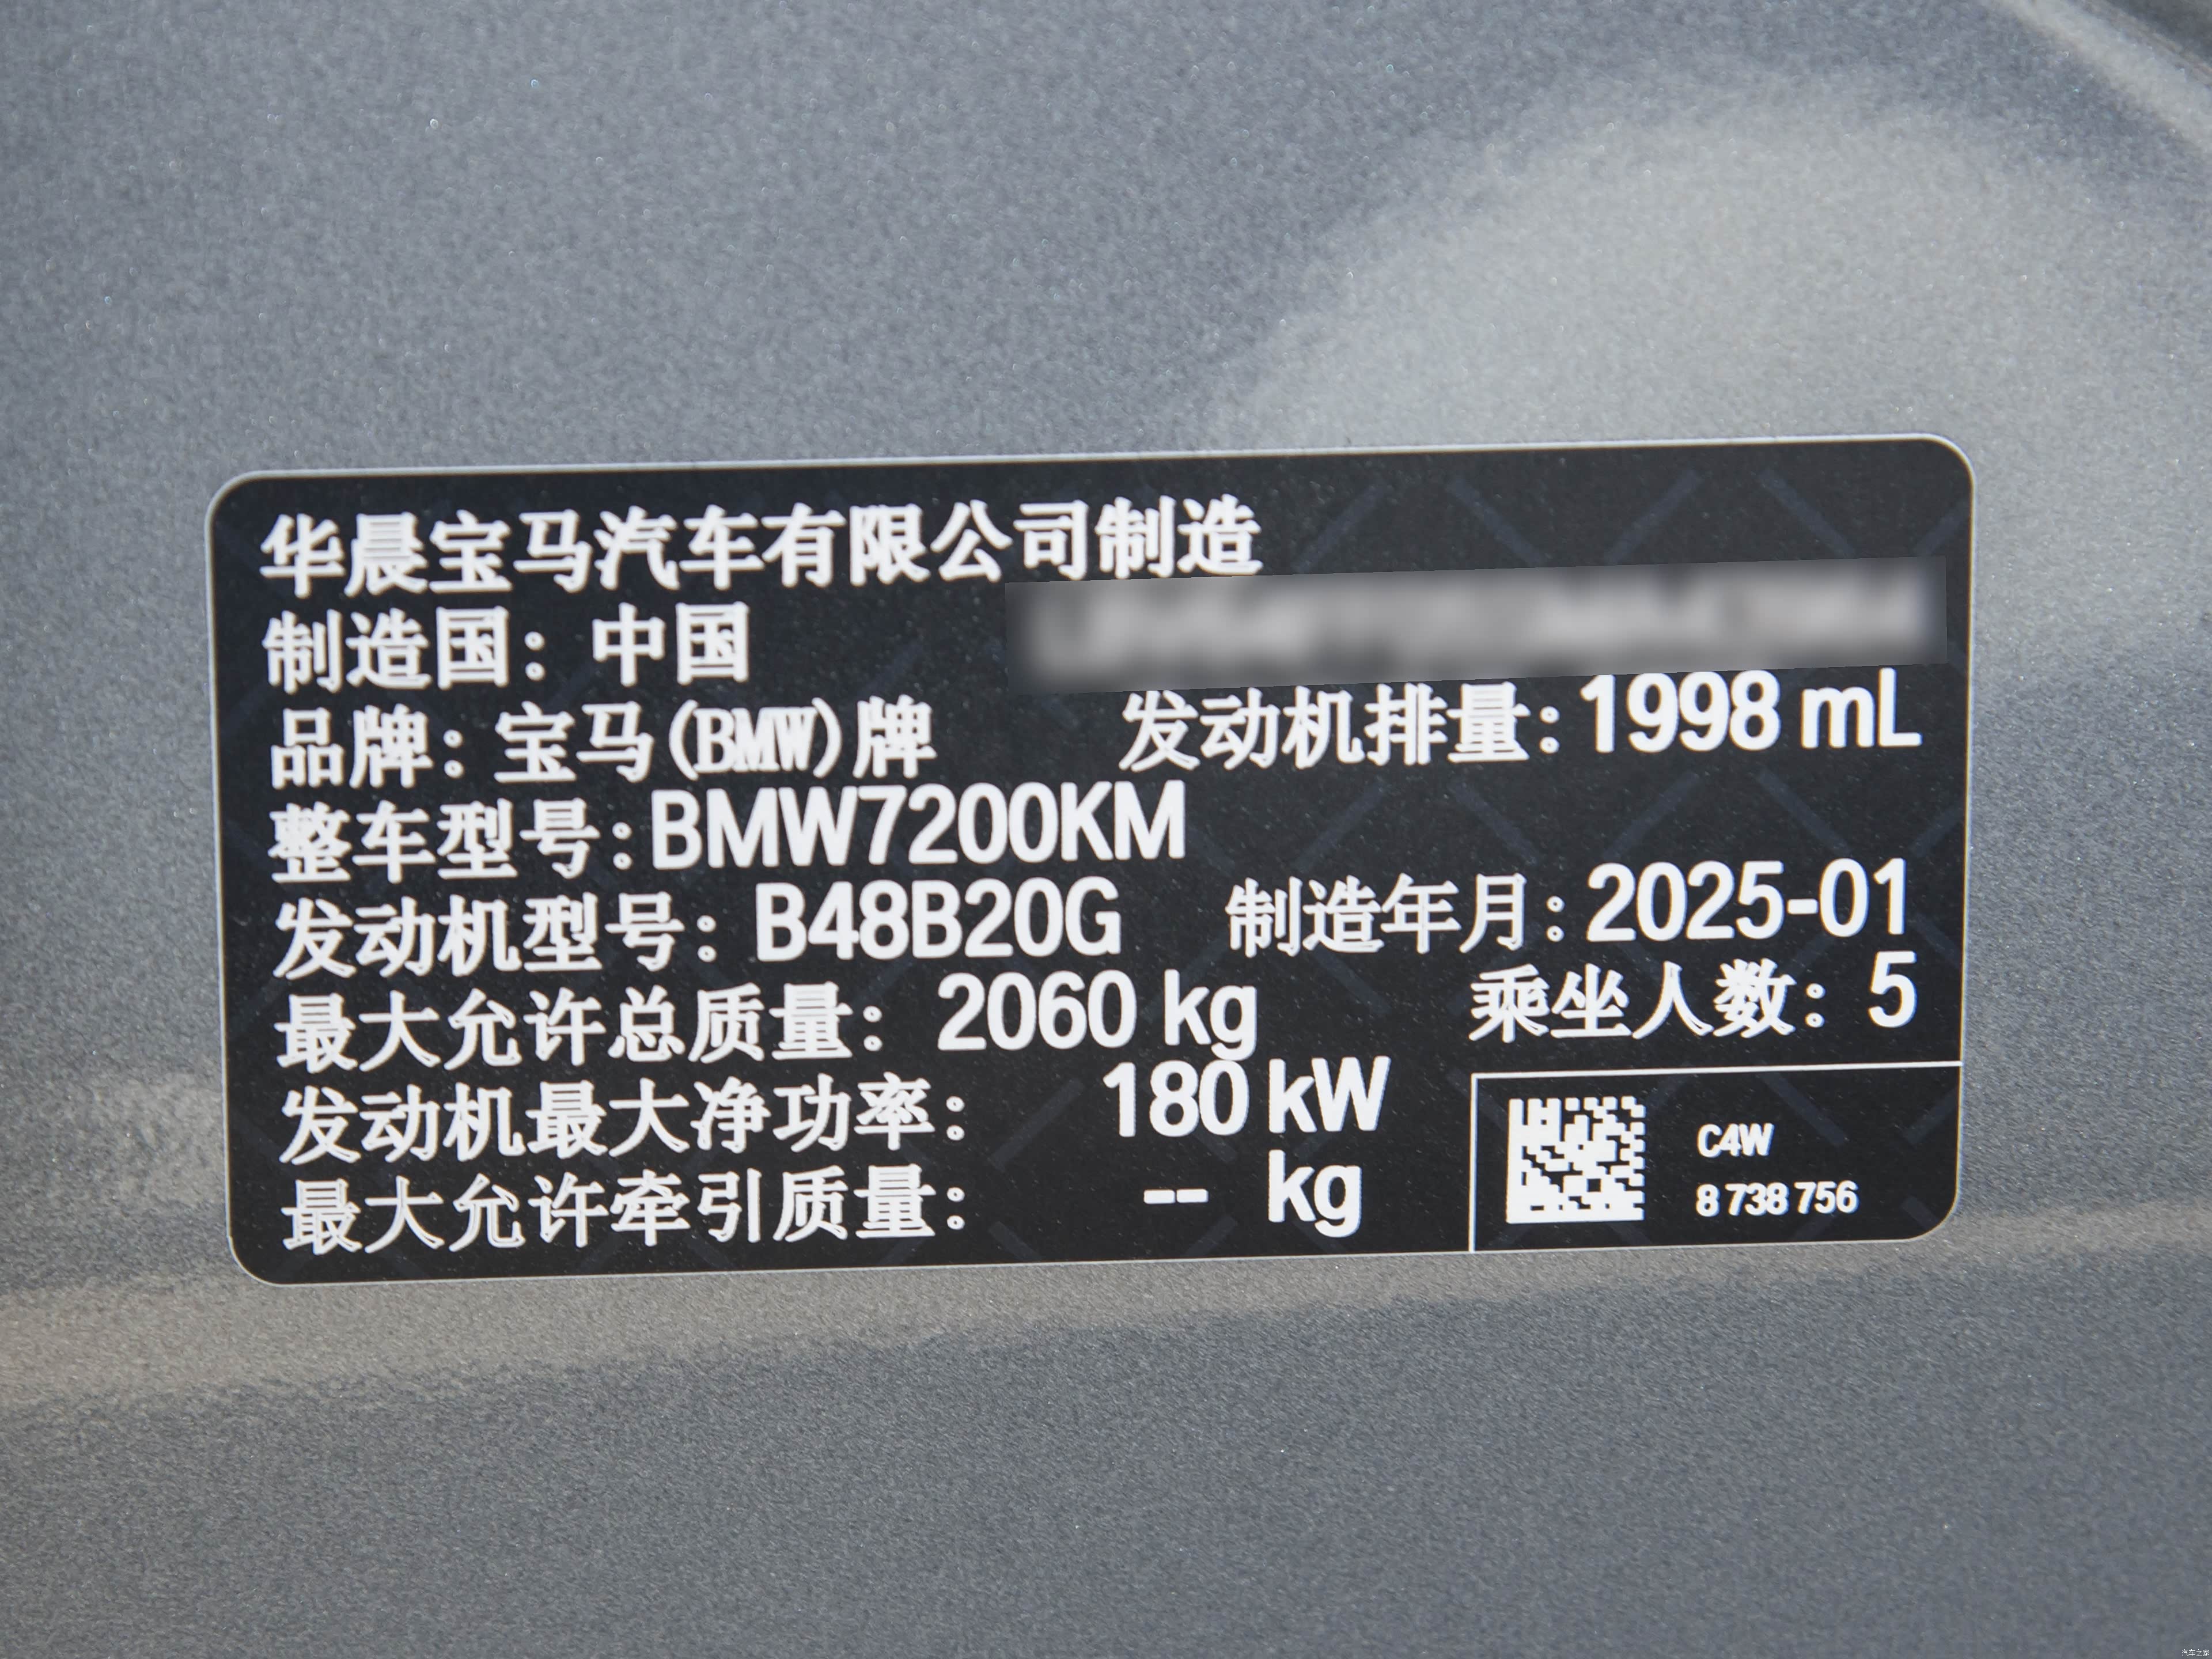 华晨宝马汽车有限公司制造
制造国：中国
品牌：宝马(BMW)牌 发动机排量：1998 mL
整车型号：BMW7200KM
发动机型号：B48B20G 制造年月：2025-01
最大允许总质量：2060 kg 乘坐人数：5
发动机最大净功率：180 kW
最大允许牵引质量：-- kg
C4W
8 738 756
汽车之家